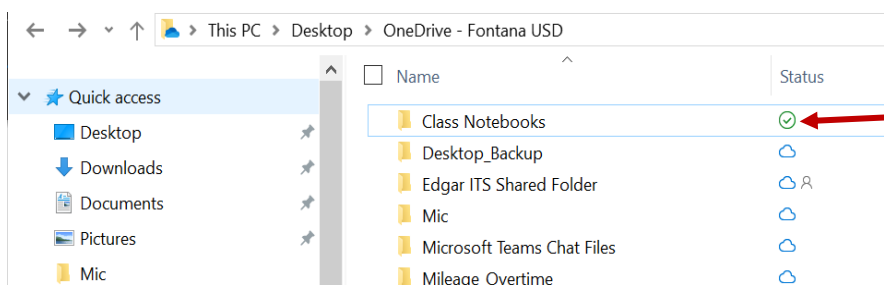 This PC > Desktop > OneDrive - Fontana USD
Name
Status
Quick access
Desktop
Downloads
Documents
Pictures
Mic
Class Notebooks
Desktop_Backup
Edgar ITS Shared Folder
Mic
Microsoft Teams Chat Files
Mileage_Overtime